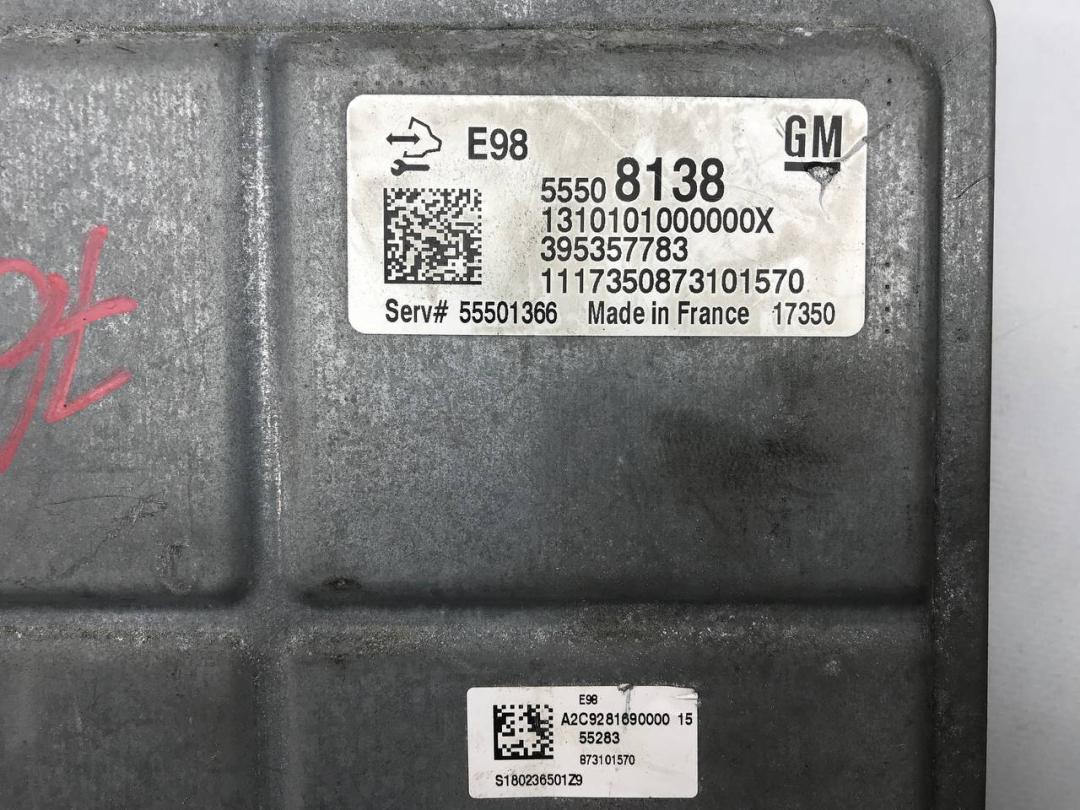 E98
GM
5550 8138
1310101000000X
395357783
1117350873101570
Serv# 55501366 Made in France 17350
E98
A2C9281690000 15
55283
873101570
S180236501Z9